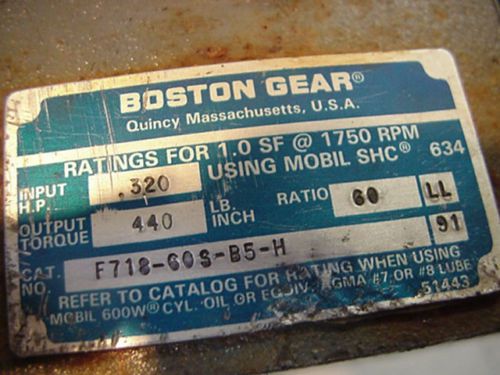 BOSTON GEAR®
Quincy Massachusetts, U.S.A.
RATINGS FOR 1.0 SF @ 1750 RPM
USING MOBIL SHC® 634
INPUT H.P. .320 LB. INCH RATIO 60 LL
OUTPUT TORQUE 440 91
CAT. NO. F718-60S-B5-H
REFER TO CATALOG FOR RATING WHEN USING
MOBIL 600W® CYL. OIL OR EQUIV. AGMA #7 OR #8 LUBE
51443